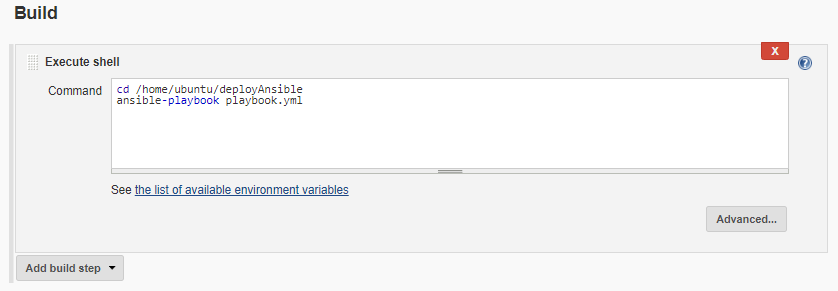 Build
X
Execute shell
?
Command
cd /home/ubuntu/deployAnsible
ansible-playbook playbook.yml
See the list of available environment variables
Advanced...
Add build step